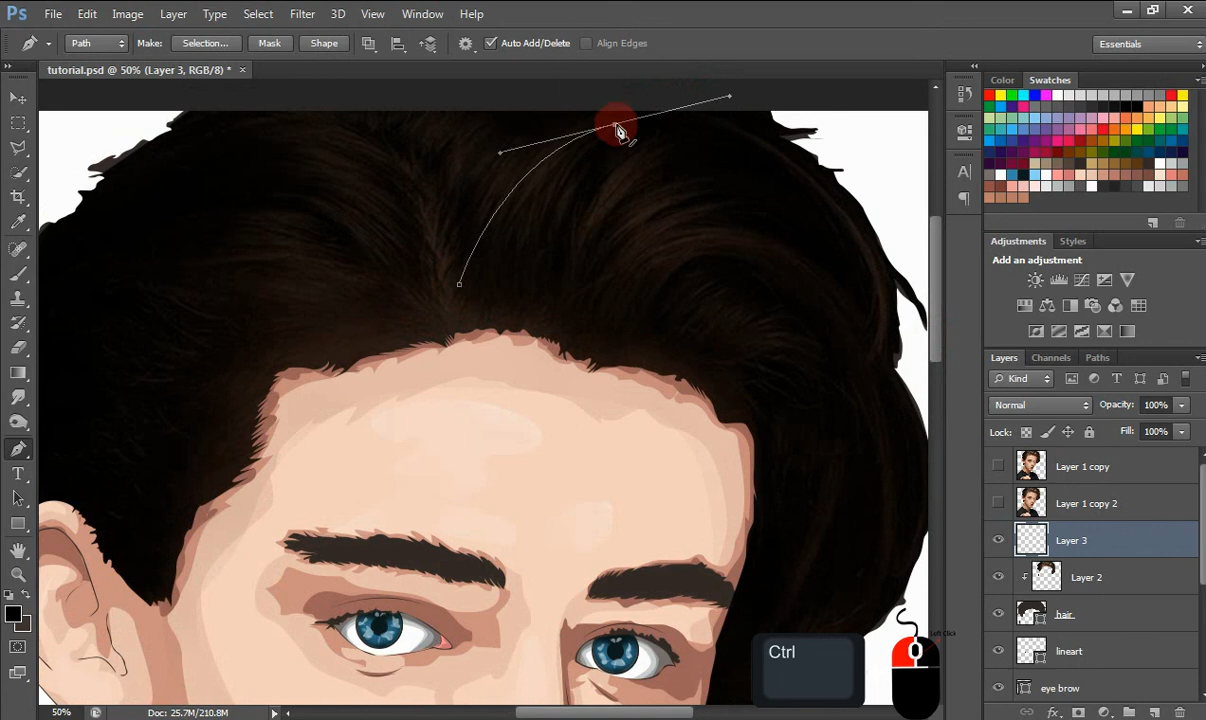 Ps File Edit Image Layer Type Select Filter 3D View Window Help
Path Make: Selection... Mask Shape Auto Add/Delete Align Edges Essentials
tutorial.psd @ 50% (Layer 3, RGB/8) * ×
Color Swatches
Adjustments Styles
Add an adjustment
Layers Channels Paths
Kind
Normal Opacity: 100%
Lock: Fill: 100%
Layer 1 copy
Layer 1 copy 2
Layer 3
Layer 2
hair
lineart
eye brow
Ctrl
Left Click
50% Doc: 25.7M/210.8M